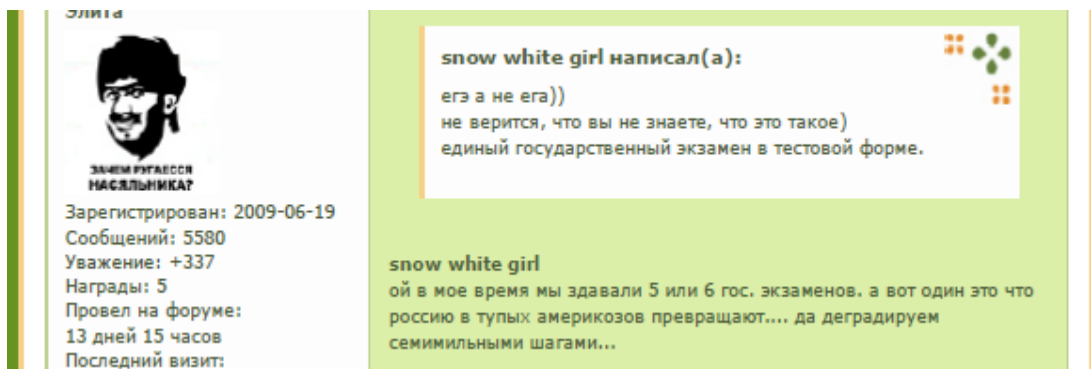 Элита
ЗАЧЕМ РУГАЕССЯ
НАСЯЛЬНИКА?
Зарегистрирован: 2009-06-19
Сообщений: 5580
Уважение: +337
Награды: 5
Провел на форуме:
13 дней 15 часов
Последний визит:
snow white girl написал(а):
егэ а не ега))
не верится, что вы не знаете, что это такое)
единый государственный экзамен в тестовой форме.
snow white girl
ой в мое время мы здавали 5 или 6 гос. экзаменов. а вот один это что
россию в тупых америкозов превращают.... да деградируем
семимильными шагами...